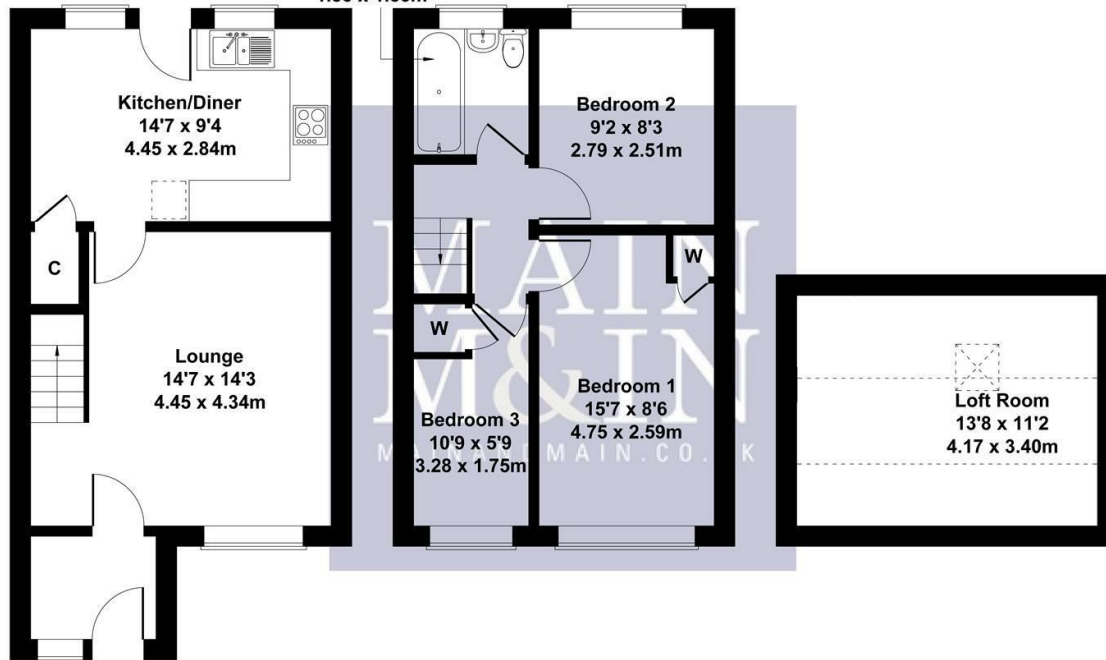 Kitchen/Diner
14'7 x 9'4
4.45 x 2.84m
C
Lounge
14'7 x 14'3
4.45 x 4.34m
Bedroom 2
9'2 x 8'3
2.79 x 2.51m
W
W
Bedroom 1
15'7 x 8'6
4.75 x 2.59m
Bedroom 3
10'9 x 5'9
3.28 x 1.75m
Loft Room
13'8 x 11'2
4.17 x 3.40m
MAIN
M&IN
MAINANDMAIN.CO.UK